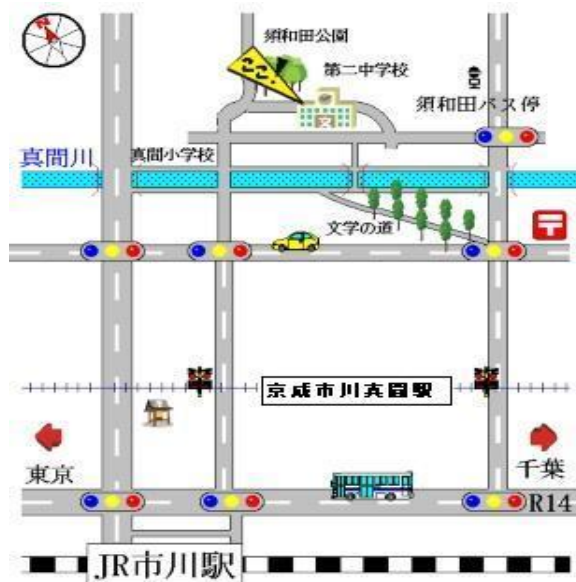 須和田公園
ここ!
第二中学校
須和田バス停
真間川
真間小学校
文学の道
京成市川真間駅
東京
千葉
R14
JR市川駅